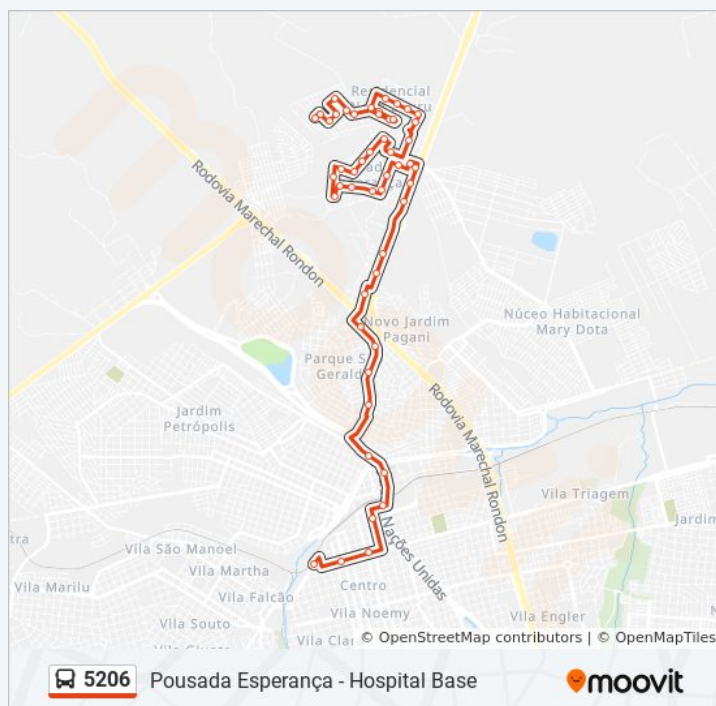 Residencial
Rodovia Marechal Rondon
Novo Jardim
Pagani
Núceo Habitacional
Mary Dota
Parque S
Gerald
Jardim
Petrópolis
Rodovia Marechal Rondon
Vila Triagem
Jardim
Nações Unidas
Vila São Manoel
Vila Martha
Vila Falcão
Vila Marilu
Centro
Vila Noemy
Vila Souto
Vila Engler
© OpenStreetMap contributors | © OpenMapTiles
5206 Pousada Esperança - Hospital Base
moovit